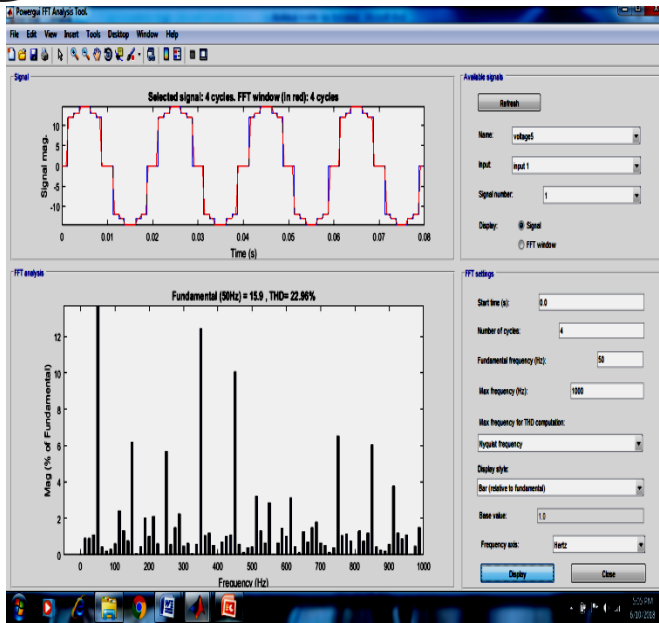 Powergui FFT Analysis Tool.
File Edit View Insert Tools Desktop Window Help
Signal
Selected signal: 4 cycles. FFT window (in red): 4 cycles
Signal mag.
10
5
0
-5
-10
0 0.01 0.02 0.03 0.04 0.05 0.06 0.07 0.08
Time (s)
Available signals
Refresh
Name: voltage5
Input: input 1
Signal number: 1
Display: Signal
FFT window
FFT analysis
Fundamental (50Hz) = 15.9 , THD= 22.96%
Mag (% of Fundamental)
12
10
8
6
4
2
0
0 100 200 300 400 500 600 700 800 900 1000
Frequency (Hz)
FFT settings
Start time (s): 0.0
Number of cycles: 4
Fundamental frequency (Hz): 50
Max frequency (Hz): 1000
Max frequency for THD computation:
Nyquist frequency
Display style:
Bar (relative to fundamental)
Base value: 1.0
Frequency axis: Hertz
Display Close
5:05 PM
6/10/2018